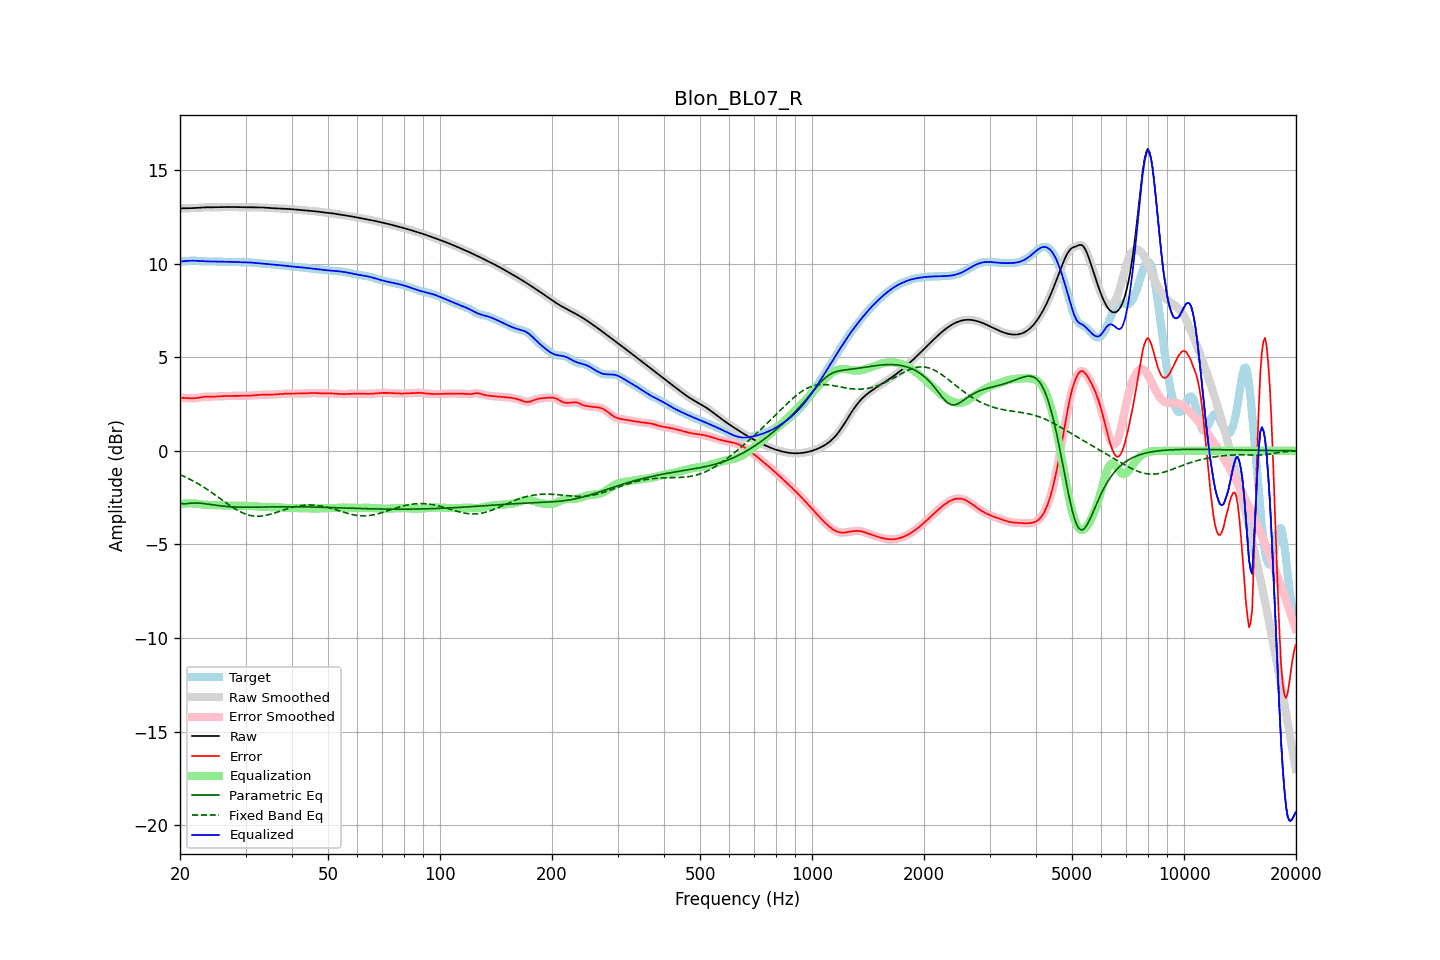 Blon_BL07_R
15
10
5
0
−5
−10
−15
−20
Amplitude (dBr)
Target
Raw Smoothed
Error Smoothed
Raw
Error
Equalization
Parametric Eq
Fixed Band Eq
Equalized
20 50 100 200 500 1000 2000 5000 10000 20000
Frequency (Hz)